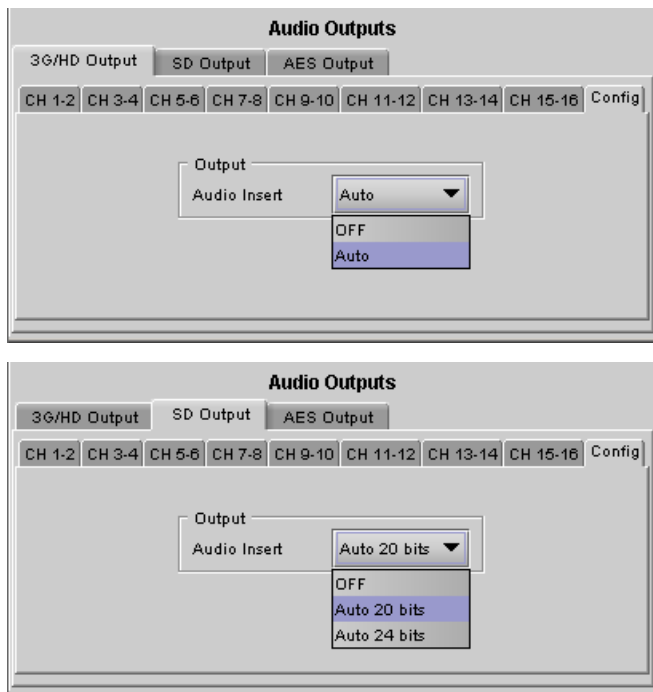 Audio Outputs
3G/HD Output SD Output AES Output
CH 1-2 CH 3-4 CH 5-6 CH 7-8 CH 9-10 CH 11-12 CH 13-14 CH 15-16 Config
Output
Audio Insert Auto
OFF
Auto
Audio Outputs
3G/HD Output SD Output AES Output
CH 1-2 CH 3-4 CH 5-6 CH 7-8 CH 9-10 CH 11-12 CH 13-14 CH 15-16 Config
Output
Audio Insert Auto 20 bits
OFF
Auto 20 bits
Auto 24 bits